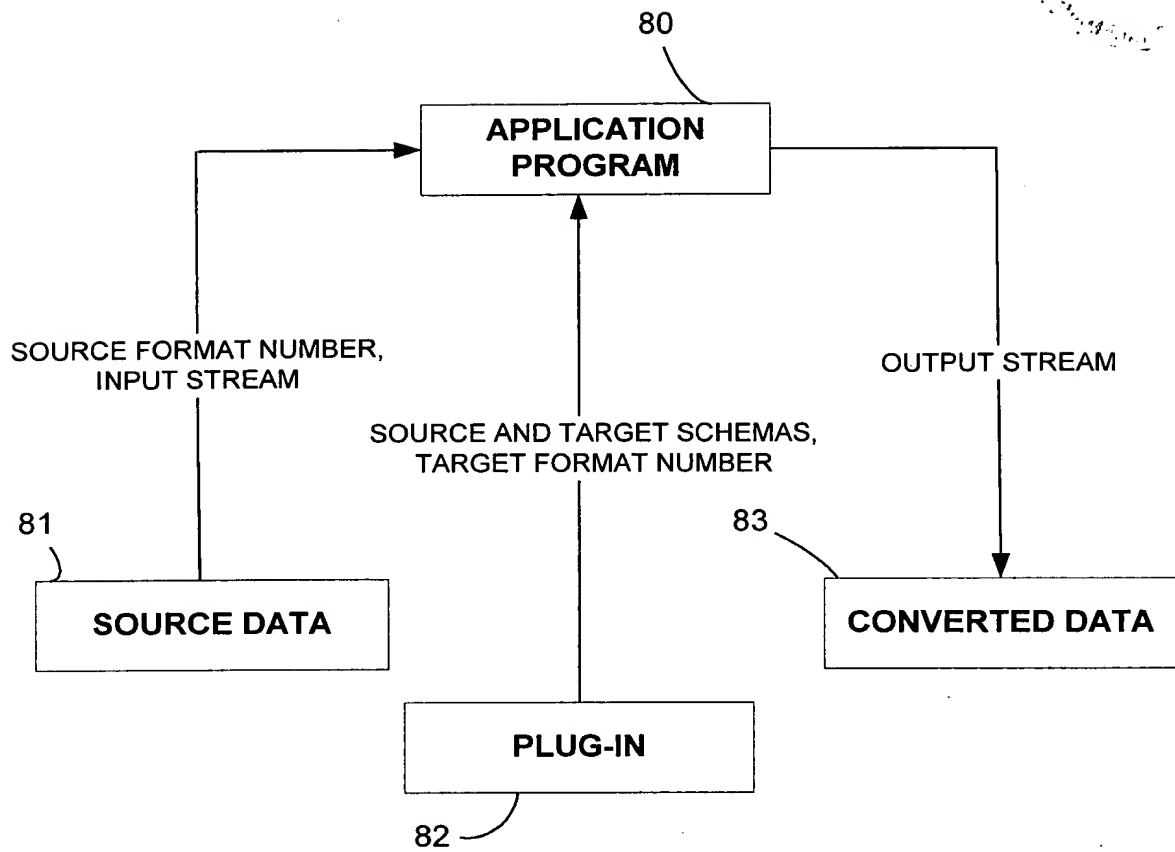 80
APPLICATION
PROGRAM
SOURCE FORMAT NUMBER,
INPUT STREAM
OUTPUT STREAM
SOURCE AND TARGET SCHEMAS,
TARGET FORMAT NUMBER
81
83
SOURCE DATA
CONVERTED DATA
PLUG-IN
82